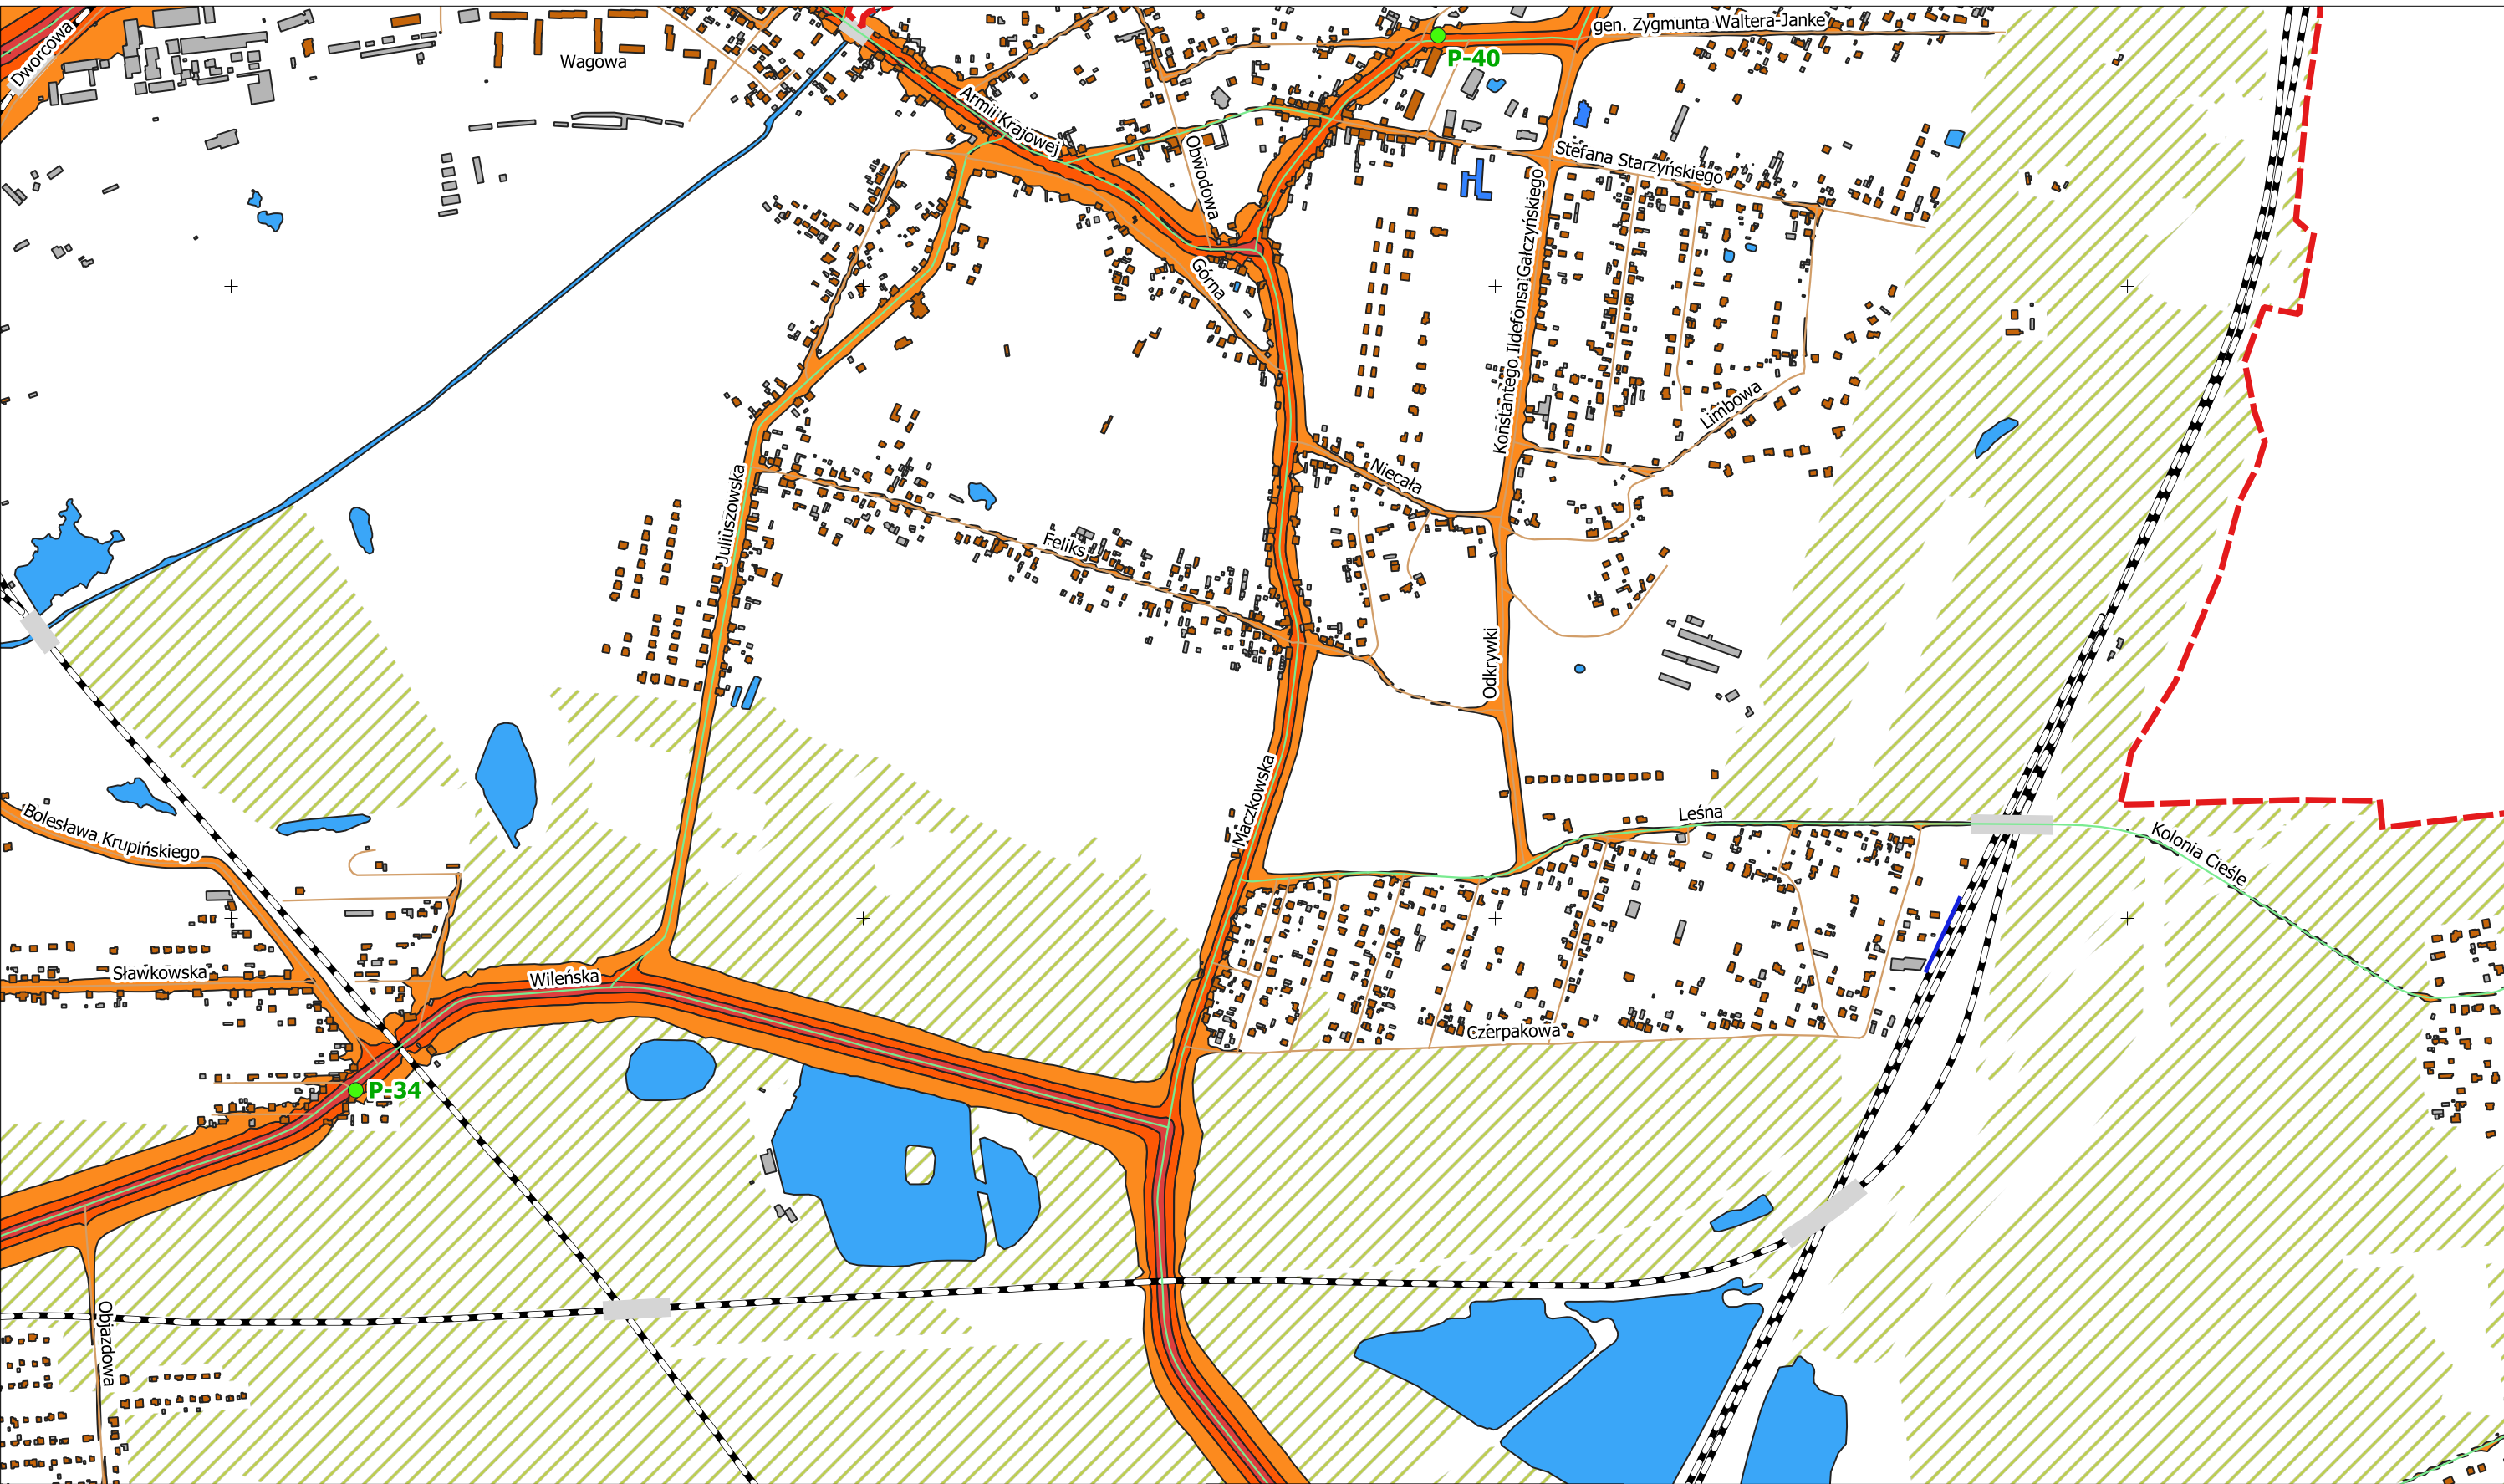 gen. Zygmunta Waltera-Janke
Dworcowa
P-40
Wagowa
Armii Krajowej
Obwodowa
Stefana Starzyńskiego
Konstantego Ildefonsa Gałczyńskiego
Górna
Limbowa
Niecała
Juliuszowska
Feliks
Odkrywki
Maczkowska
Leśna
Bolesława Krupińskiego
Kolonia Cieśle
Sławkowska
Wileńska
Czerpakowa
P-34
Objazdowa